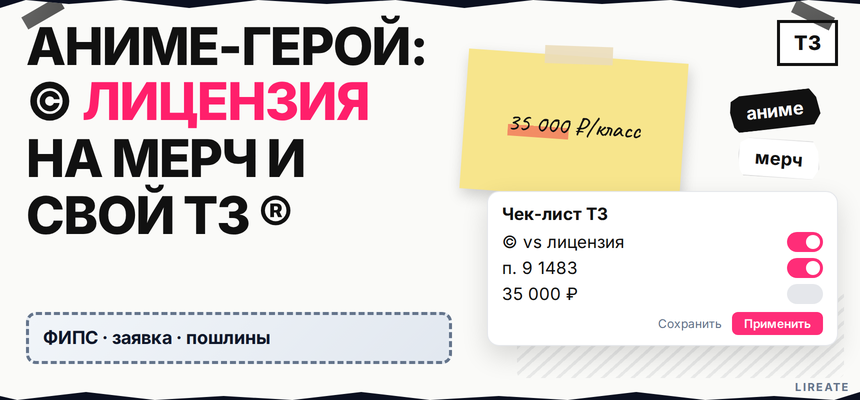 АНИМЕ-ГЕРОЙ:
© ЛИЦЕНЗИЯ
НА МЕРЧ И
СВОЙ ТЗ ®
ФИПС · заявка · пошлины
35 000 ₽/класс
ТЗ
аниме
мерч
Чек-лист ТЗ
© vs лицензия
п. 9 1483
35 000 ₽
Сохранить Применить
LIREATE